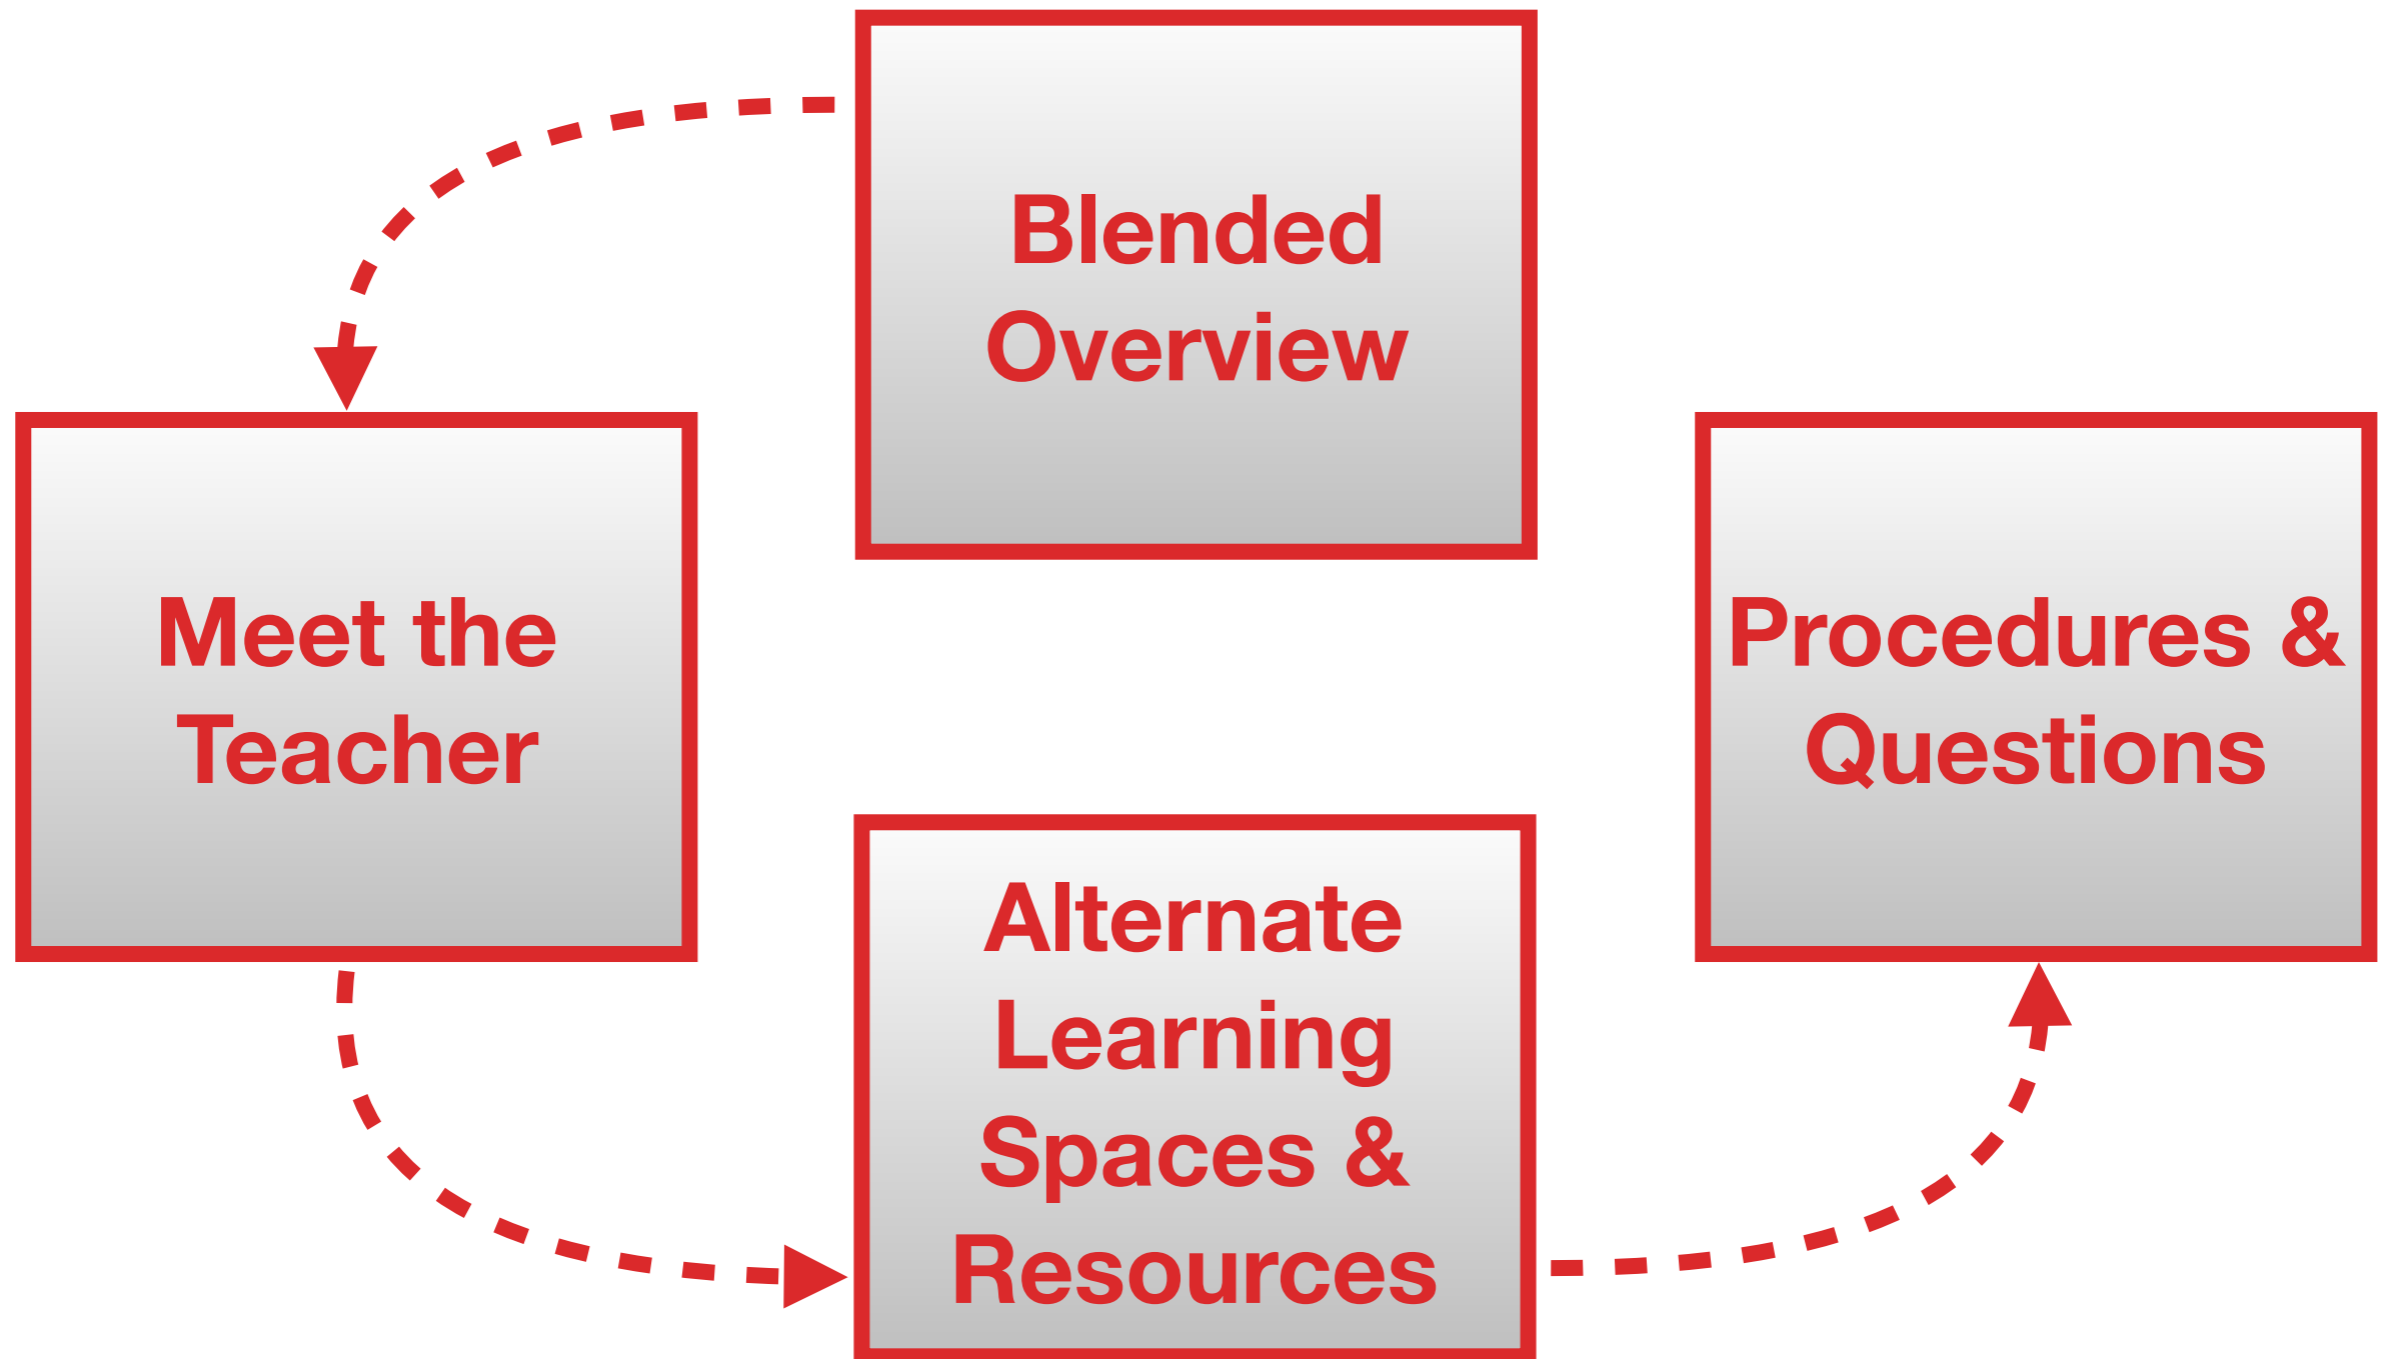 Blended
Overview
Meet the
Teacher
Alternate
Learning
Spaces &
Resources
Procedures &
Questions